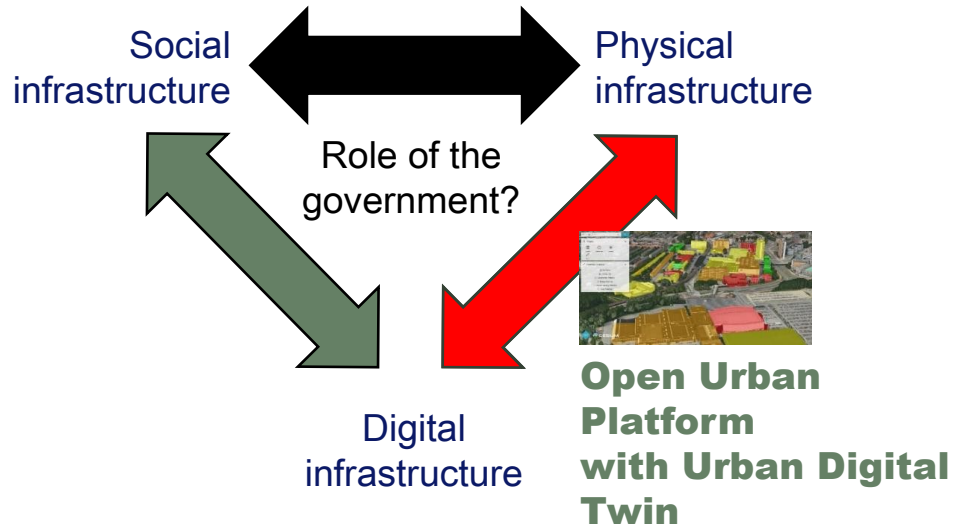 Social
infrastructure
Physical
infrastructure
Role of the
government?
Digital
infrastructure
Open Urban
Platform
with Urban Digital
Twin